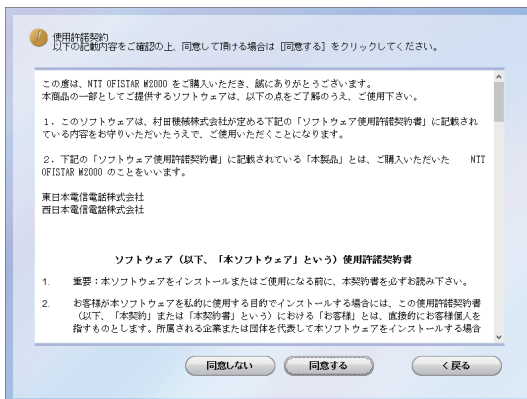 使用許諾契約
以下の記載内容をご確認の上、同意して頂ける場合は［同意する］をクリックしてください。
この度は、NTT OFISTAR M2000 をご購入いただき、誠にありがとうございます。
本商品の一部としてご提供するソフトウェアは、以下の点をご了解のうえ、ご使用下さい。
1．このソフトウェアは、村田機械株式会社が定める下記の「ソフトウェア使用許諾契約書」に記載され
ている内容をお守りいただいたうえで、ご使用いただくことになります。
2．下記の「ソフトウェア使用許諾契約書」に記載されている「本製品」とは、ご購入いただいた　　NTT
OFISTAR M2000 のことをいいます。
東日本電信電話株式会社
西日本電信電話株式会社
ソフトウェア（以下、「本ソフトウェア」という）使用許諾契約書
1. 重要：本ソフトウェアをインストールまたはご使用になる前に、本契約書を必ずお読み下さい。
2. お客様が本ソフトウェアを私的に使用する目的でインストールする場合には、この使用許諾契約書
（以下、「本契約」または「本契約書」という）における「お客様」とは、直接的にお客様個人を
指すものとします。所属される企業または団体を代表して本ソフトウェアをインストールする場合
同意しない 同意する < 戻る